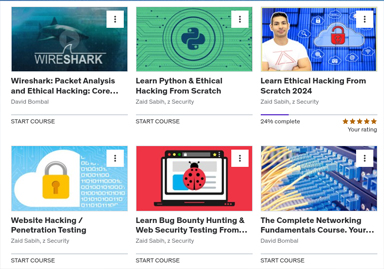 WIRESHARK
Wireshark: Packet Analysis
and Ethical Hacking: Core...
David Bombal
START COURSE
Learn Python & Ethical
Hacking From Scratch
Zaid Sabih, z Security
START COURSE
Learn Ethical Hacking From
Scratch 2024
Zaid Sabih, z Security
24% complete
Your rating
Website Hacking /
Penetration Testing
Zaid Sabih, z Security
START COURSE
Learn Bug Bounty Hunting &
Web Security Testing From...
Zaid Sabih, z Security
START COURSE
The Complete Networking
Fundamentals Course. Your...
David Bombal
START COURSE